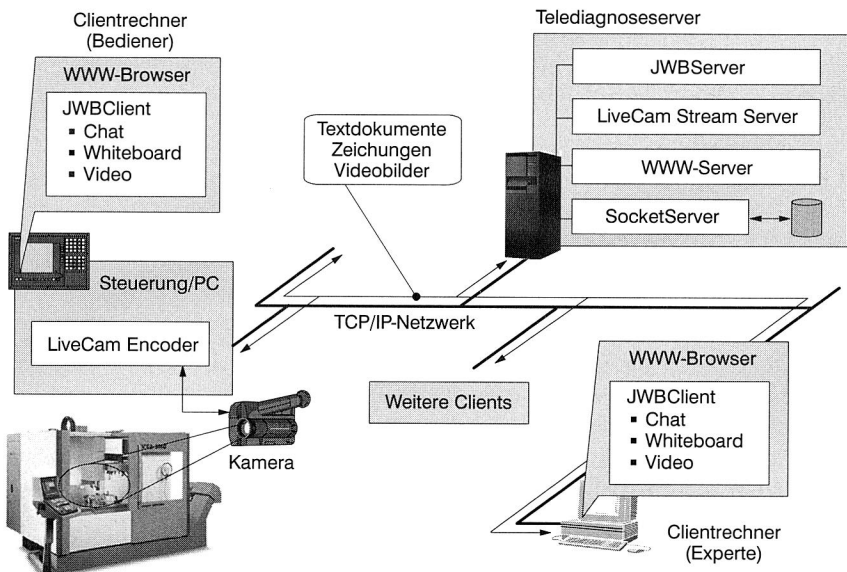 Clientrechner
(Bediener)
WWW-Browser
JWBClient
▪ Chat
▪ Whiteboard
▪ Video
Steuerung/PC
LiveCam Encoder
Kamera
Textdokumente
Zeichungen
Videobilder
TCP/IP-Netzwerk
Weitere Clients
Telediagnoseserver
JWBServer
LiveCam Stream Server
WWW-Server
SocketServer
WWW-Browser
JWBClient
▪ Chat
▪ Whiteboard
▪ Video
Clientrechner
(Experte)